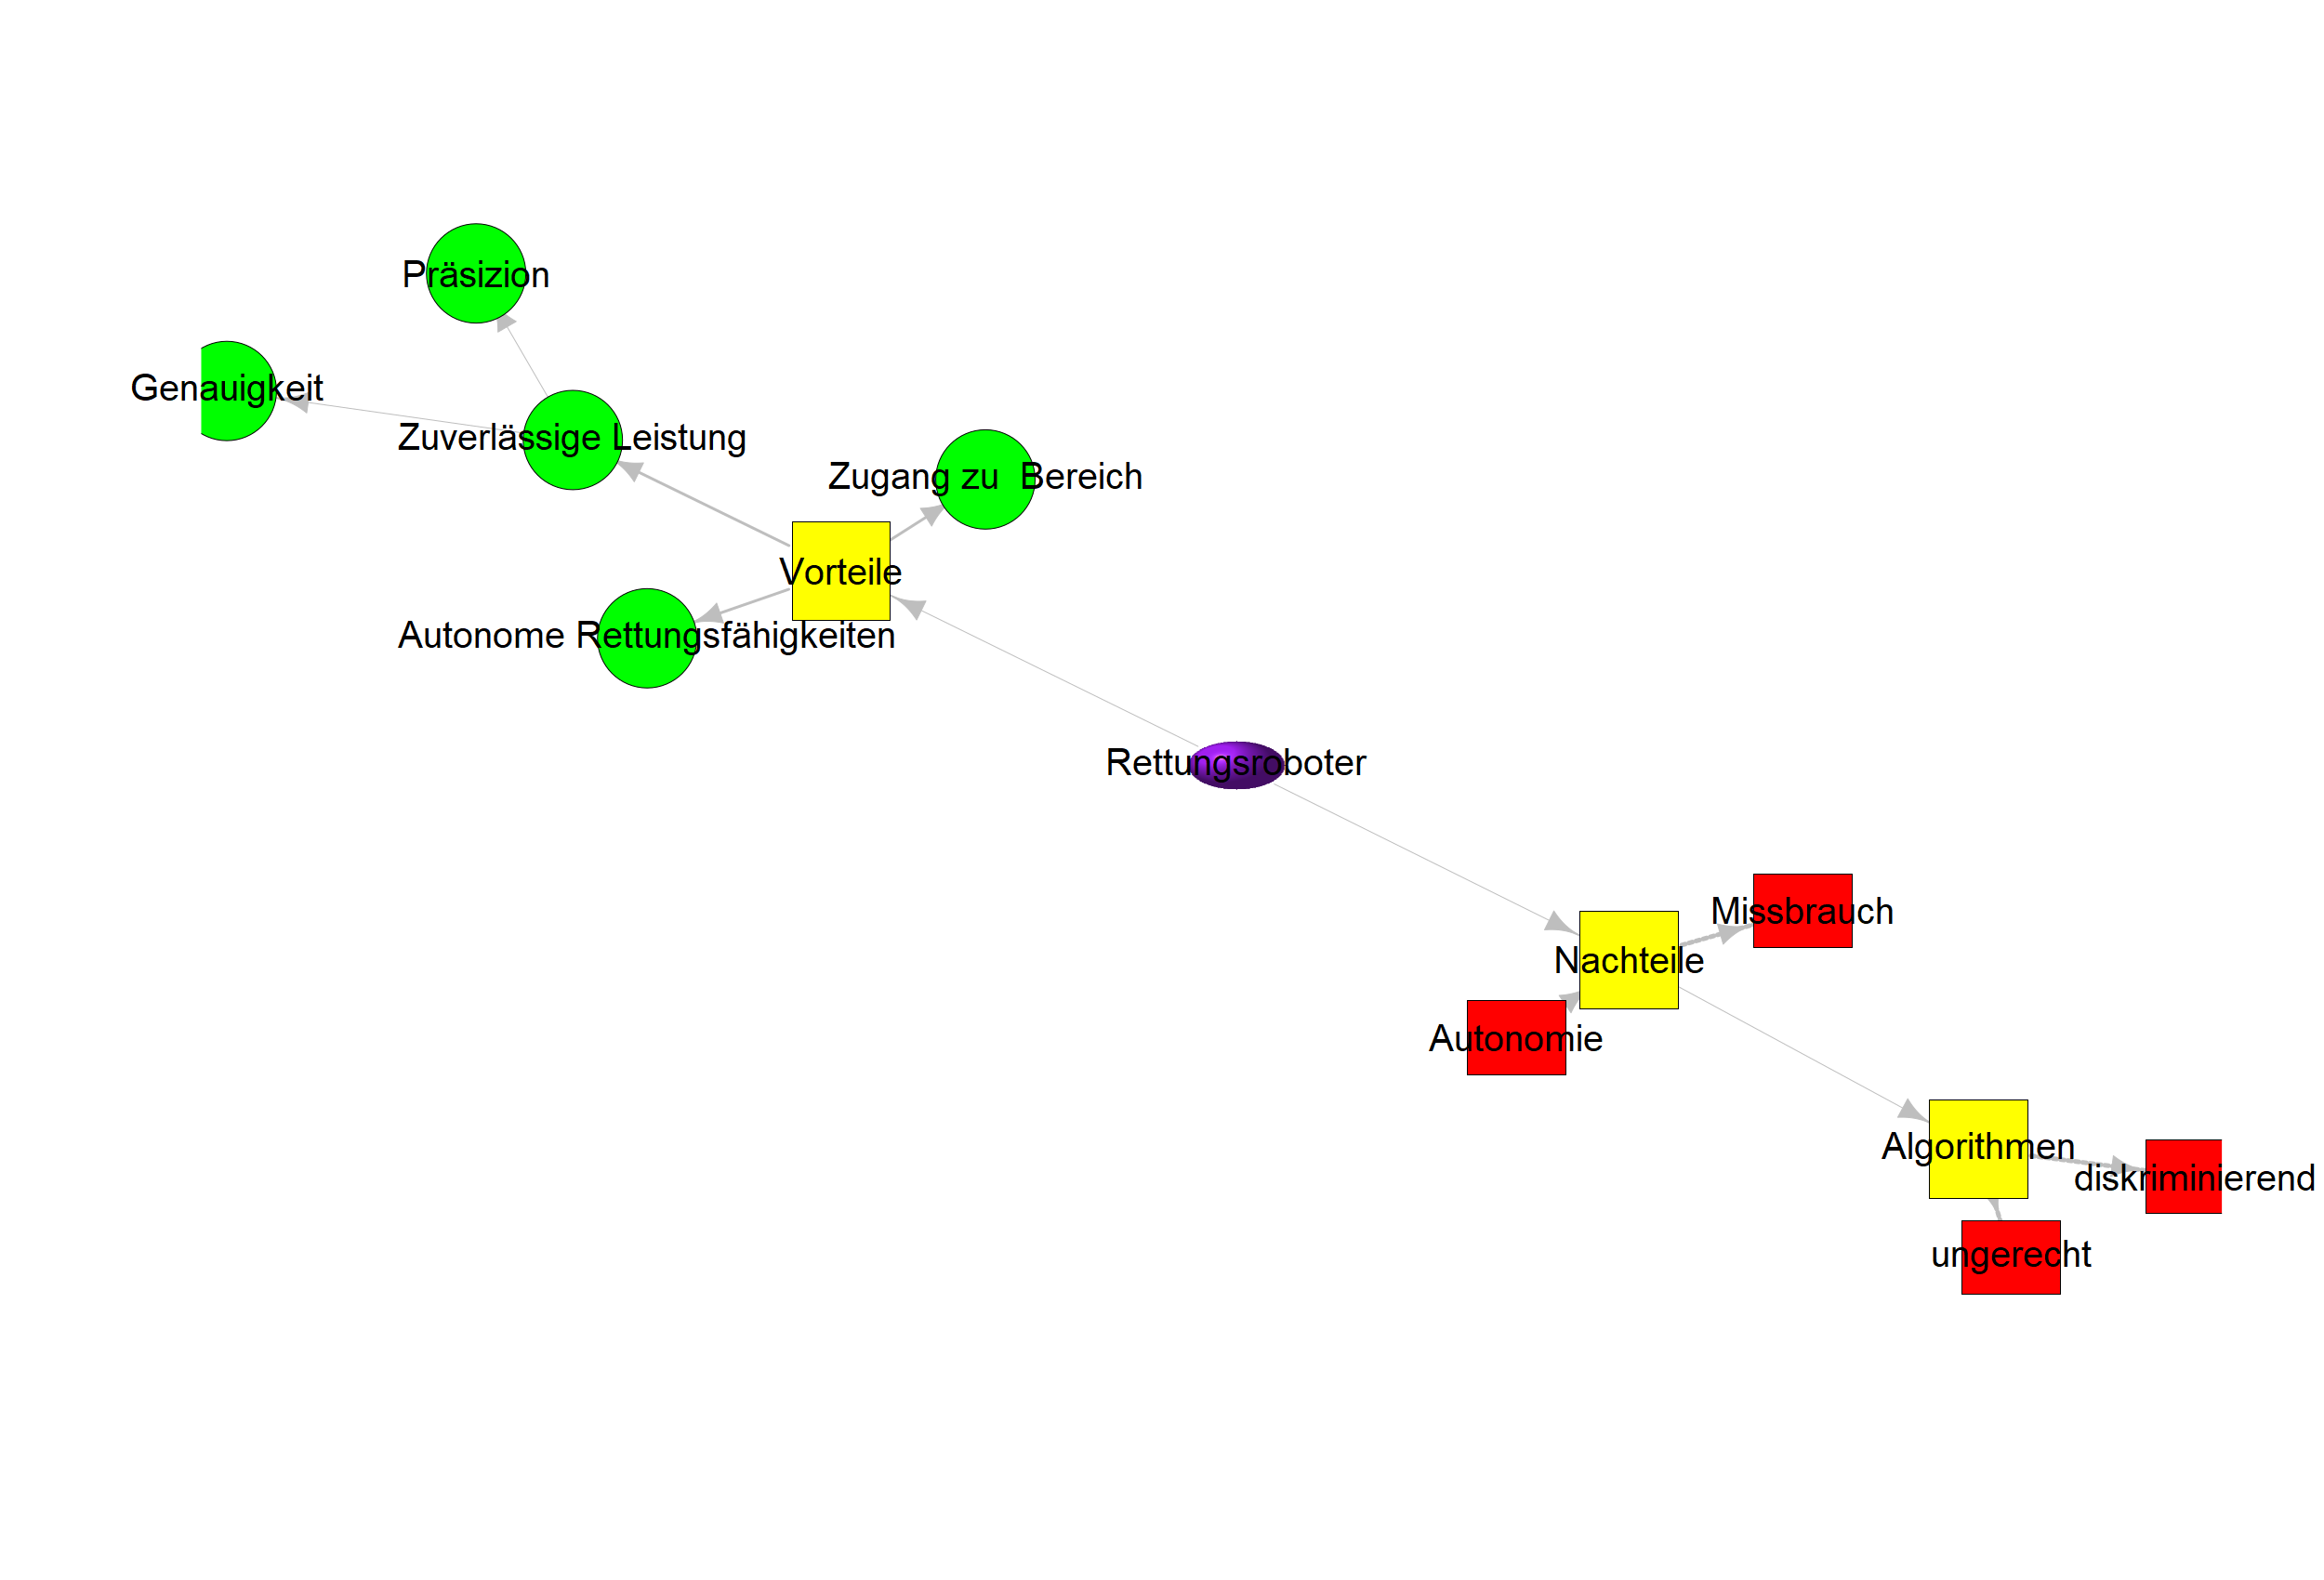 Präsizion
Genauigkeit
Zuverlässige Leistung
Zugang zu  Bereich
Vorteile
Autonome Rettungsfähigkeiten
Rettungsroboter
Missbrauch
Nachteile
Autonomie
Algorithmen
diskriminierend
ungerecht